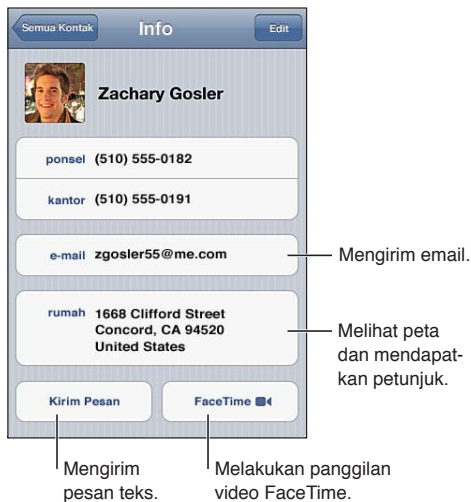 Semua Kontak Info Edit
Zachary Gosler
ponsel (510) 555-0182
kantor (510) 555-0191
e-mail zgosler55@me.com
Mengirim email.
rumah 1668 Clifford Street
Concord, CA 94520
United States
Melihat peta
dan mendapat-
kan petunjuk.
Kirim Pesan FaceTime
Mengirim
pesan teks.
Melakukan panggilan
video FaceTime.